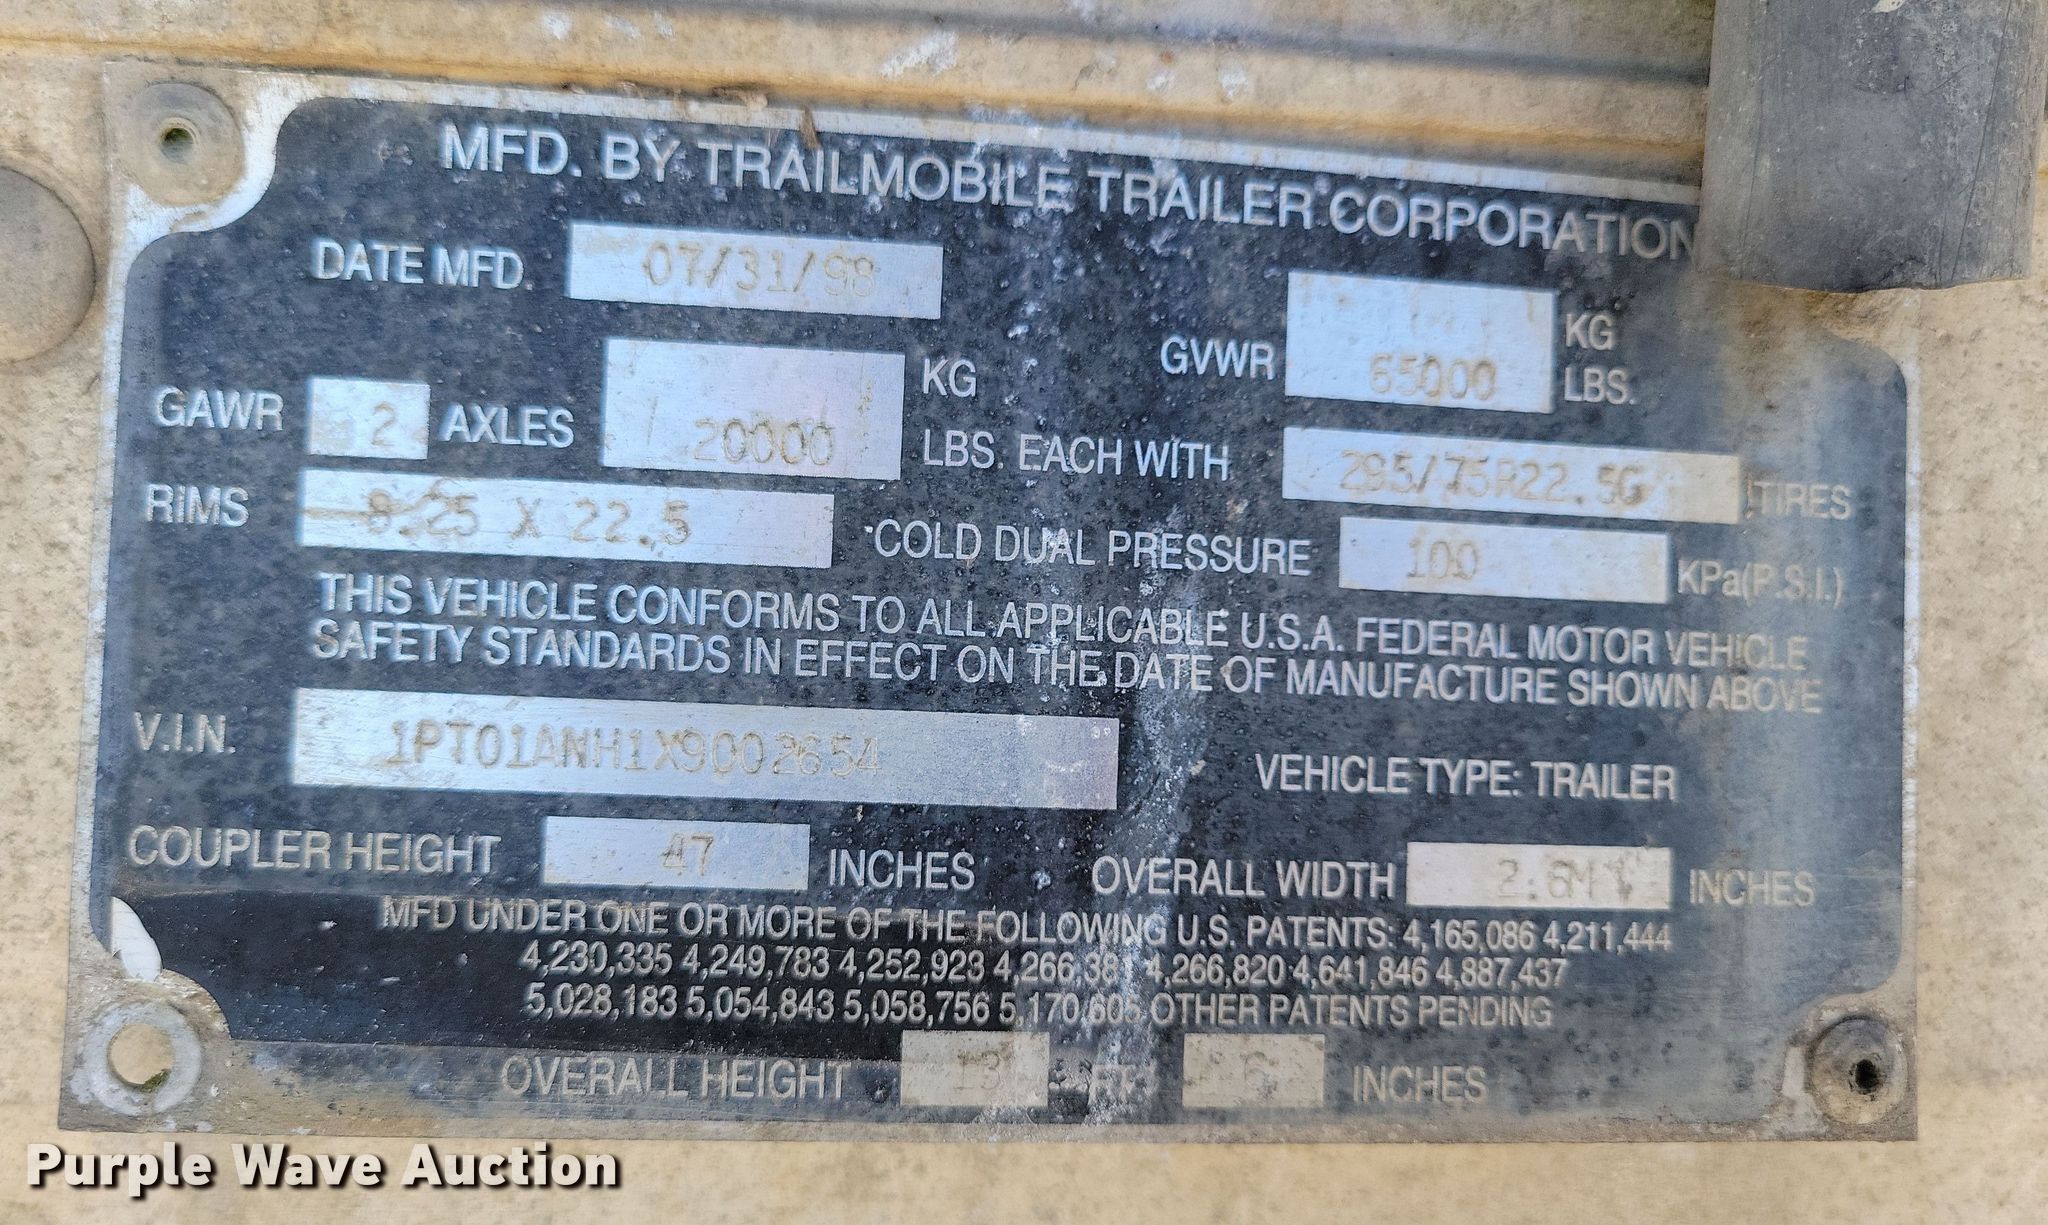 MFD. BY TRAILMOBILE TRAILER CORPORATION
DATE MFD. 07/31/98
GVWR 65000 KG LBS.
GAWR 2 AXLES 20000 KG LBS. EACH WITH 295/75R22.5G TIRES
RIMS 8.25 X 22.5 COLD DUAL PRESSURE 100 KPa(P.S.I.)
THIS VEHICLE CONFORMS TO ALL APPLICABLE U.S.A. FEDERAL MOTOR VEHICLE
SAFETY STANDARDS IN EFFECT ON THE DATE OF MANUFACTURE SHOWN ABOVE
V.I.N. 1PT01ANH1X9002654 VEHICLE TYPE: TRAILER
COUPLER HEIGHT 47 INCHES OVERALL WIDTH 2.6M INCHES
MFD UNDER ONE OR MORE OF THE FOLLOWING U.S. PATENTS: 4,165,086 4,211,444
4,230,335 4,249,783 4,252,923 4,266,820 4,641,846 4,887,437
5,028,183 5,054,843 5,058,756 5,170,605 OTHER PATENTS PENDING
OVERALL HEIGHT 13 FT. 6 INCHES
Purple Wave Auction